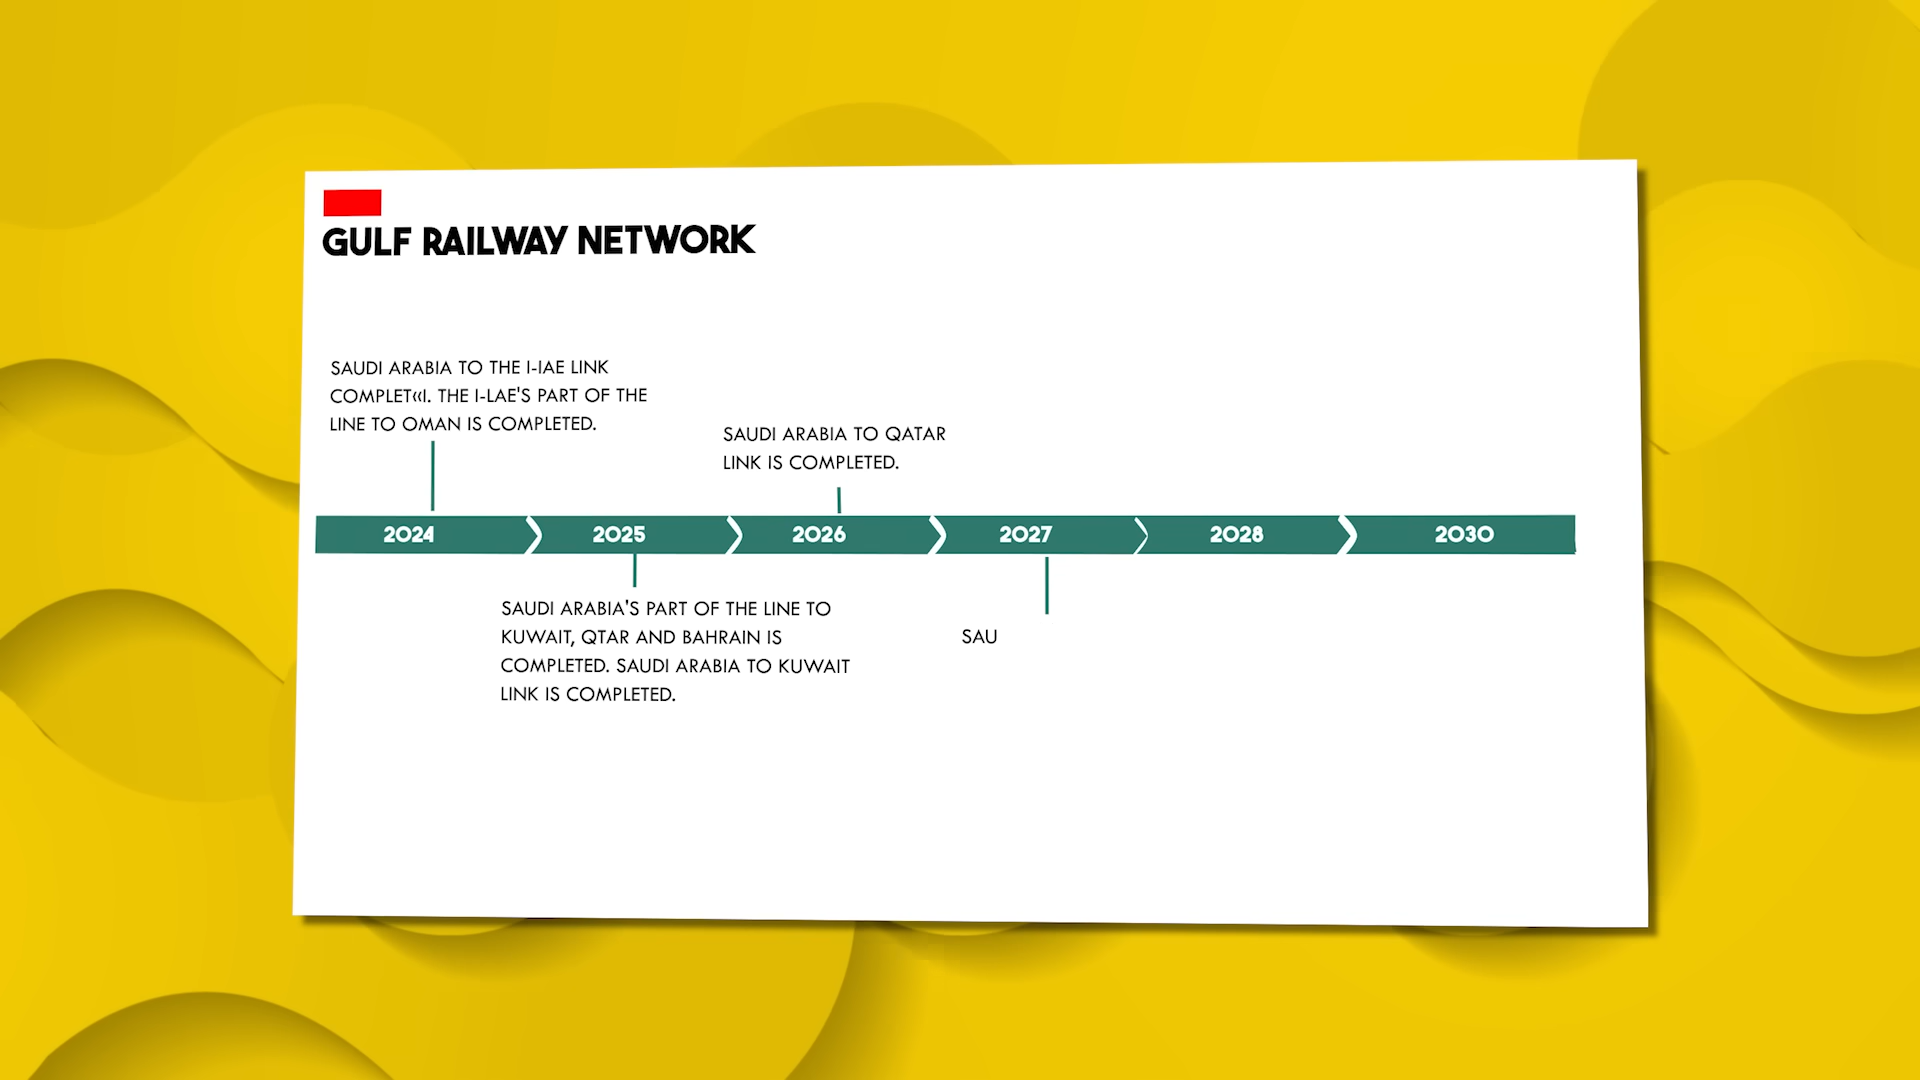 GULF RAILWAY NETWORK
SAUDI ARABIA TO THE I-IAE LINK
COMPLET‹‹I. THE I-LAE'S PART OF THE
LINE TO OMAN IS COMPLETED.
SAUDI ARABIA TO QATAR
LINK IS COMPLETED.
2024 2025 2026 2027 2028 2030
SAUDI ARABIA'S PART OF THE LINE TO
KUWAIT, QTAR AND BAHRAIN IS
COMPLETED. SAUDI ARABIA TO KUWAIT
LINK IS COMPLETED.
SAU